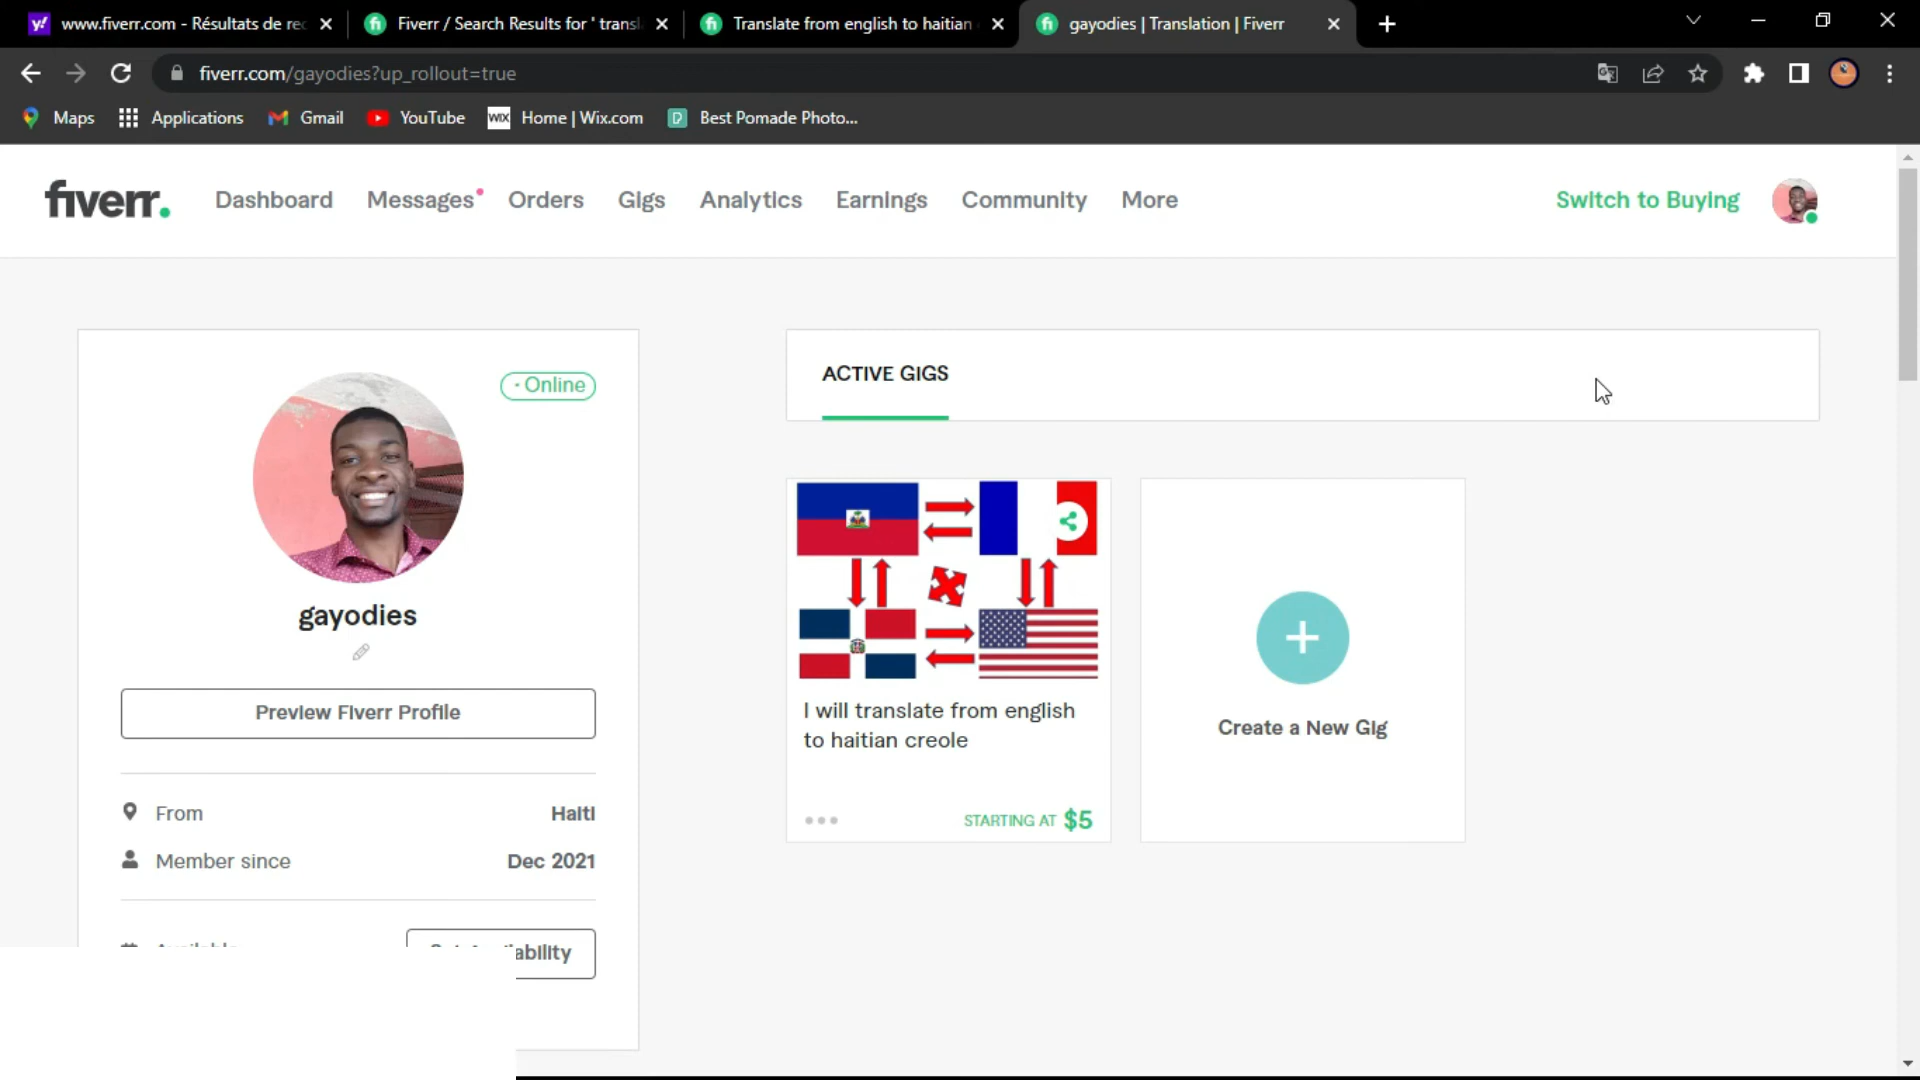 www.fiverr.com - Résultats de rec
Fiverr / Search Results for ' transl
Translate from english to haitian
gayodies | Translation | Fiverr
fiverr.com/gayodies?up_rollout=true
Maps
Applications
Gmail
YouTube
WIX
Home | Wix.com
Best Pomade Photo...
fiverr.
Dashboard
Messages
Orders
Gigs
Analytics
Earnings
Community
More
Switch to Buying
Online
gayodies
Preview Fiverr Profile
From
Haiti
Member since
Dec 2021
ability
ACTIVE GIGS
I will translate from english
to haitian creole
STARTING AT $5
Create a New Gig